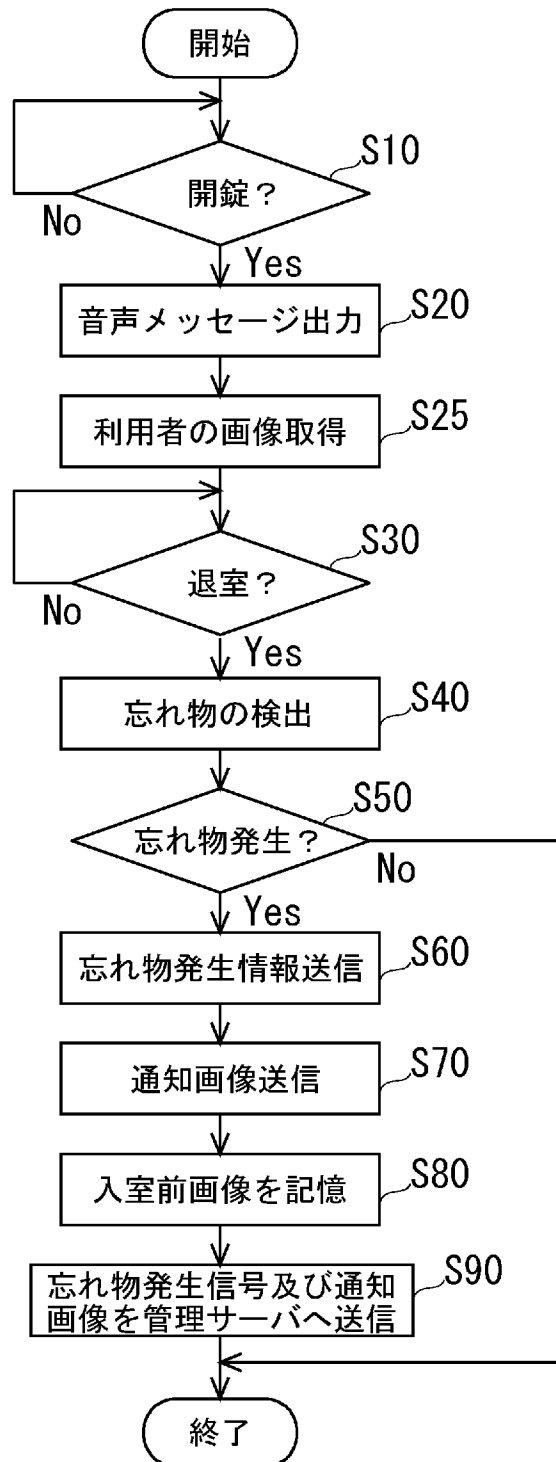 開始
S10
開錠？
No
Yes
S20
音声メッセージ出力
S25
利用者の画像取得
S30
退室？
No
Yes
S40
忘れ物の検出
S50
忘れ物発生？
No
Yes
S60
忘れ物発生情報送信
S70
通知画像送信
S80
入室前画像を記憶
S90
忘れ物発生信号及び通知
画像を管理サーバへ送信
終了